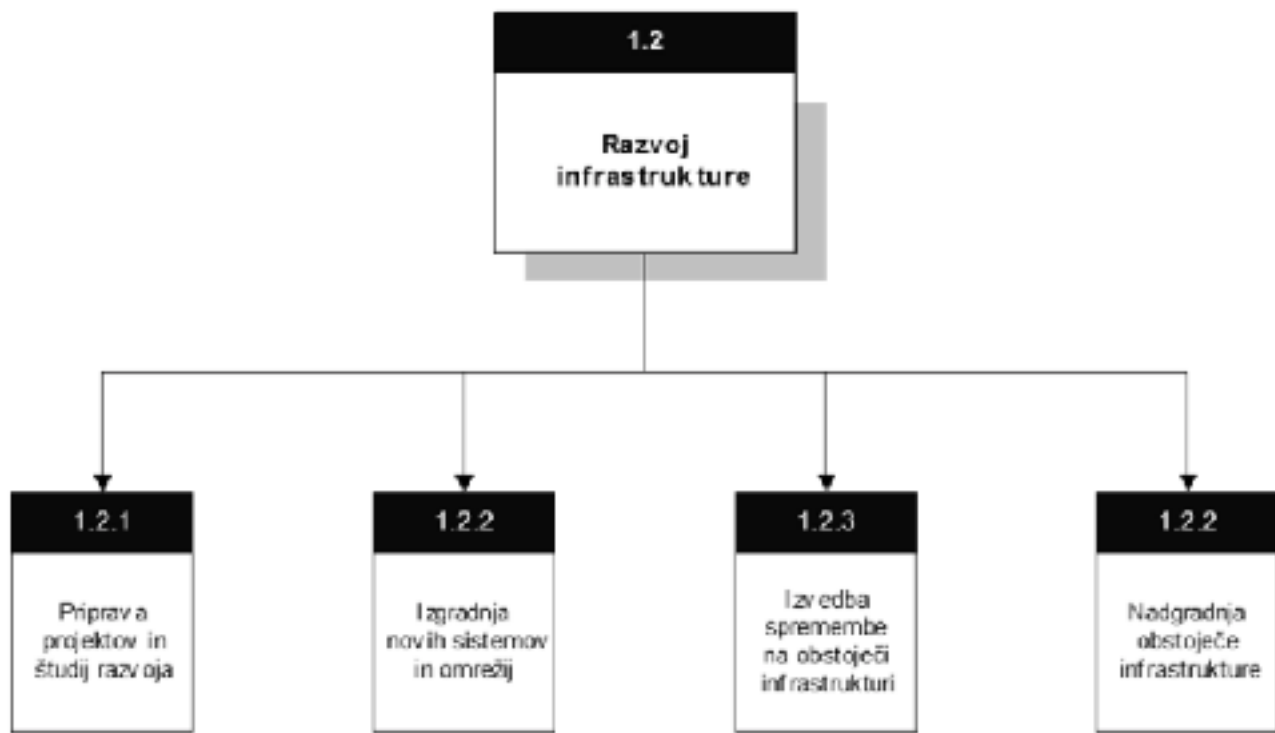 1.2
Razvoj
infrastrukture
1.2.1
Priprava
projektov in
študij razvoja
1.2.2
Izgradnja
novih sistemov
in omrežij
1.2.3
Izvedba
spremembe
na obstoječi
infrastrukturi
1.2.2
Nadgradnja
obstoječe
infrastrukture